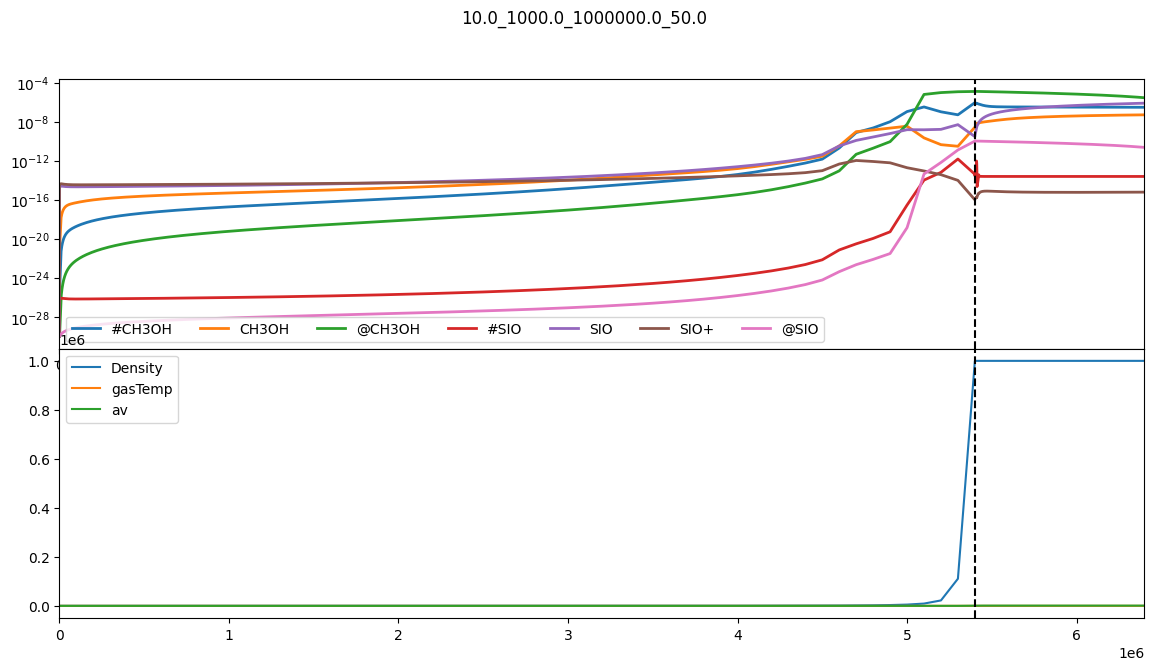 10.0_1000.0_1000000.0_50.0
10⁻⁴
10⁻⁸
10⁻¹²
10⁻¹⁶
10⁻²⁰
10⁻²⁴
10⁻²⁸
#CH3OH CH3OH @CH3OH #SIO SIO SIO+ @SIO
1e6
1.0
0.8
0.6
0.4
0.2
0.0
Density
gasTemp
av
0 1 2 3 4 5 6
1e6